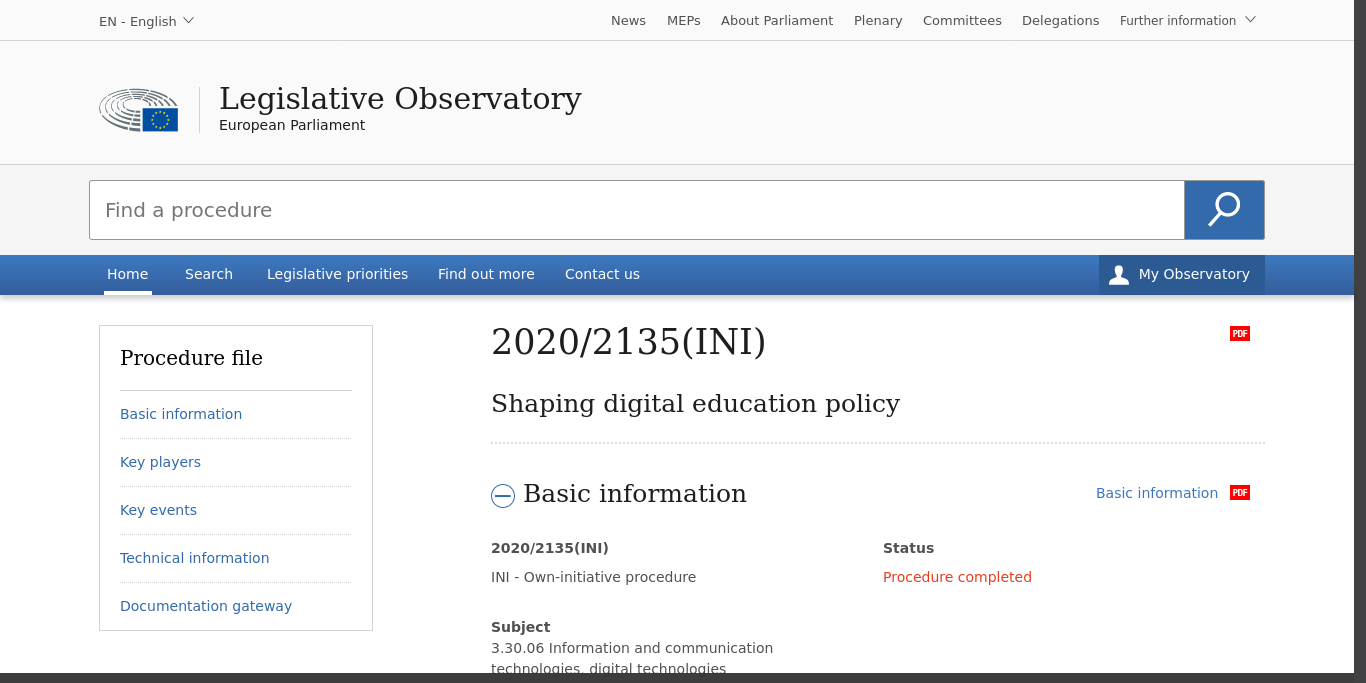 EN - English
News MEPs About Parliament Plenary Committees Delegations Further information
Legislative Observatory
European Parliament
Find a procedure
Home Search Legislative priorities Find out more Contact us My Observatory
Procedure file
Basic information
Key players
Key events
Technical information
Documentation gateway
2020/2135(INI)
PDF
Shaping digital education policy
Basic information
Basic information PDF
2020/2135(INI)
INI - Own-initiative procedure
Status
Procedure completed
Subject
3.30.06 Information and communication
technologies, digital technologies